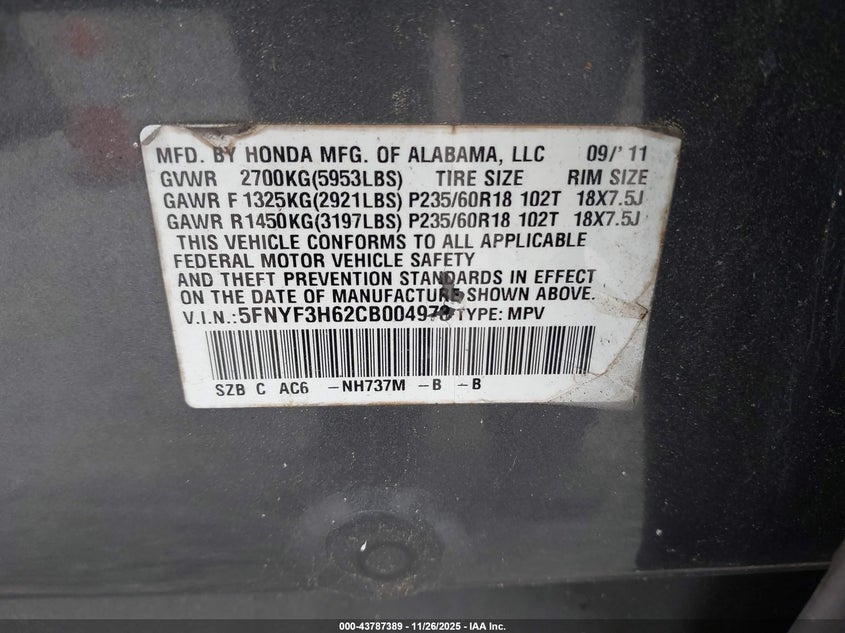 MFD. BY HONDA MFG. OF ALABAMA, LLC 09/' 11
GVWR 2700KG(5953LBS) TIRE SIZE RIM SIZE
GAWR F 1325KG(2921LBS) P235/60R18 102T 18X7.5J
GAWR R1450KG(3197LBS) P235/60R18 102T 18X7.5J
THIS VEHICLE CONFORMS TO ALL APPLICABLE
FEDERAL MOTOR VEHICLE SAFETY
AND THEFT PREVENTION STANDARDS IN EFFECT
ON THE DATE OF MANUFACTURE SHOWN ABOVE.
V.I.N.: TYPE: MPV
SZB C AC6 -NH737M -B -B
000-43787389 - 11/26/2025 - IAA Inc.